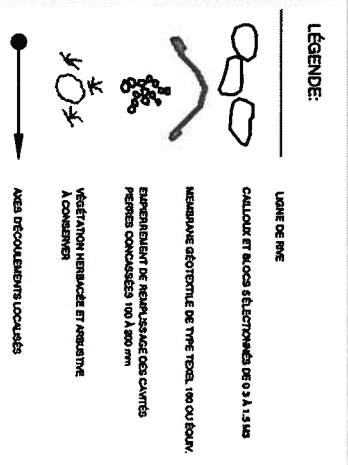 LÉGENDE:
LIGNE DE RIVE
CAILLOUX ET BLOCS SÉLECTIONNÉS DE 0.3 À 1.5 M3
MEMBRANE GÉOTEXTILE DE TYPE TEXEL 160 OU ÉQUIV.
EMPIERREMENT DE REMPLISSAGE DES CAVITÉS
PIERRES CONCASSÉES 100 À 200 mm
VÉGÉTATION HERBACÉE ET ARBUSTIVE
À CONSERVER
AXES D'ÉCOULEMENTS LOCALISÉS